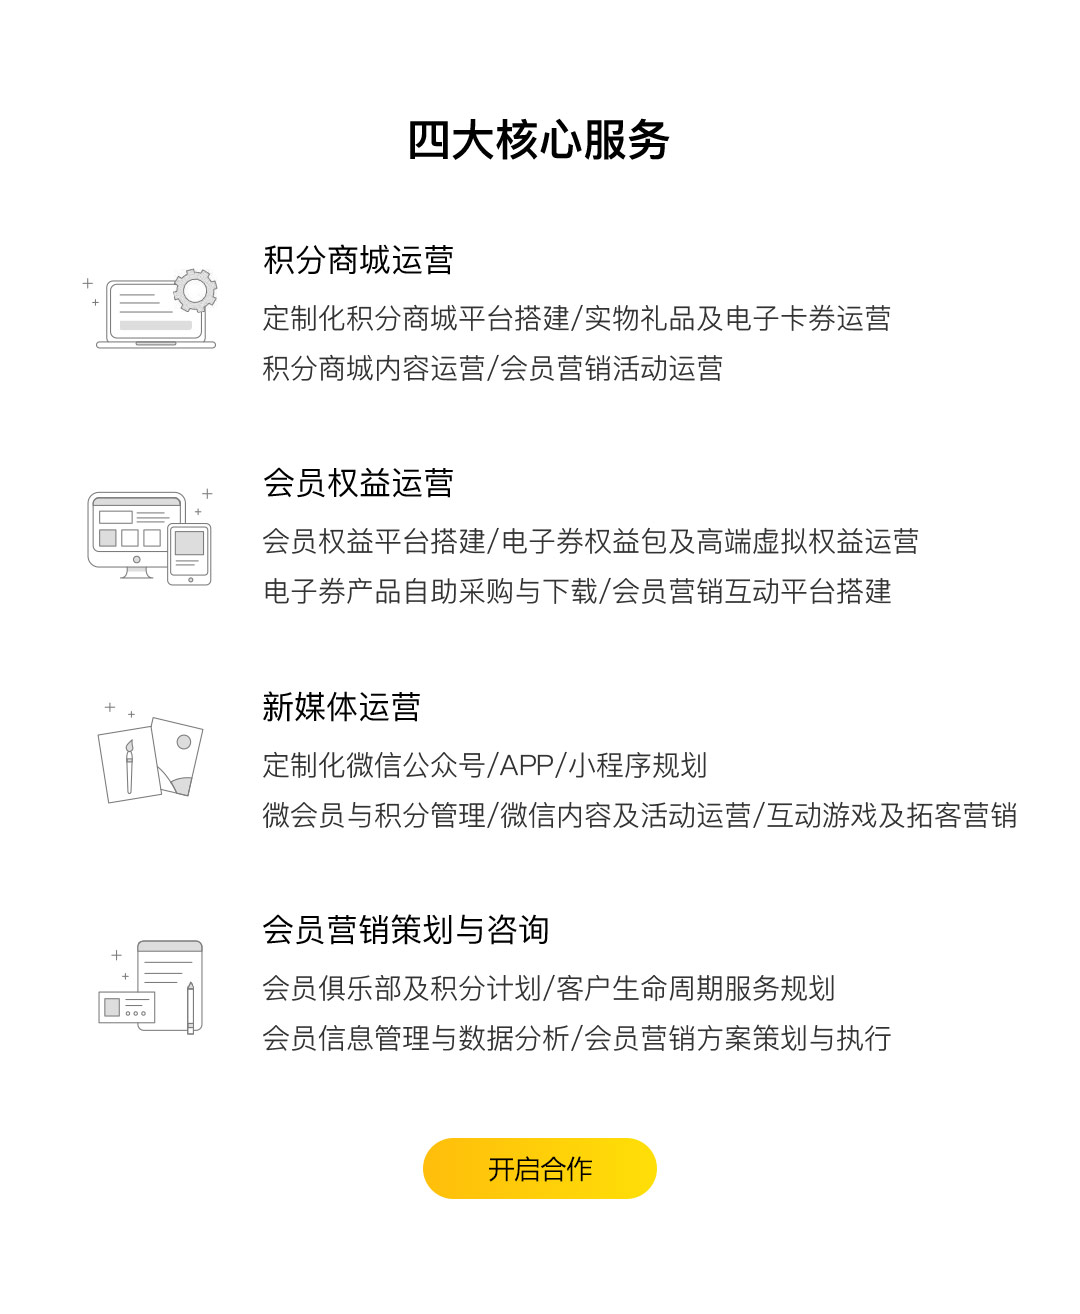 四大核心服务
积分商城运营
定制化积分商城平台搭建/实物礼品及电子卡券运营
积分商城内容运营/会员营销活动运营
会员权益运营
会员权益平台搭建/电子券权益包及高端虚拟权益运营
电子券产品自助采购与下载/会员营销互动平台搭建
新媒体运营
定制化微信公众号/APP/小程序规划
微会员与积分管理/微信内容及活动运营/互动游戏及拓客营销
会员营销策划与咨询
会员俱乐部及积分计划/客户生命周期服务规划
会员信息管理与数据分析/会员营销方案策划与执行
开启合作